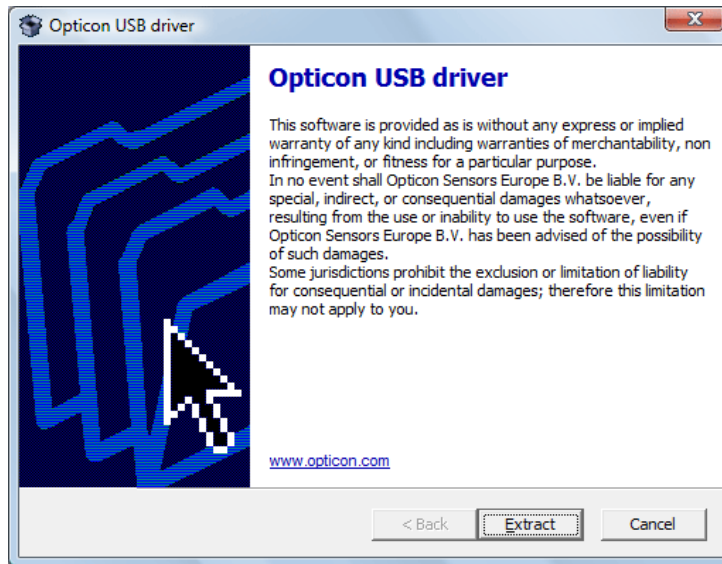 Opticon USB driver
Opticon USB driver
This software is provided as is without any express or implied
warranty of any kind including warranties of merchantability, non
infringement, or fitness for a particular purpose.
In no event shall Opticon Sensors Europe B.V. be liable for any
special, indirect, or consequential damages whatsoever,
resulting from the use or inability to use the software, even if
Opticon Sensors Europe B.V. has been advised of the possibility
of such damages.
Some jurisdictions prohibit the exclusion or limitation of liability
for consequential or incidental damages; therefore this limitation
may not apply to you.
www.opticon.com
< Back Extract Cancel